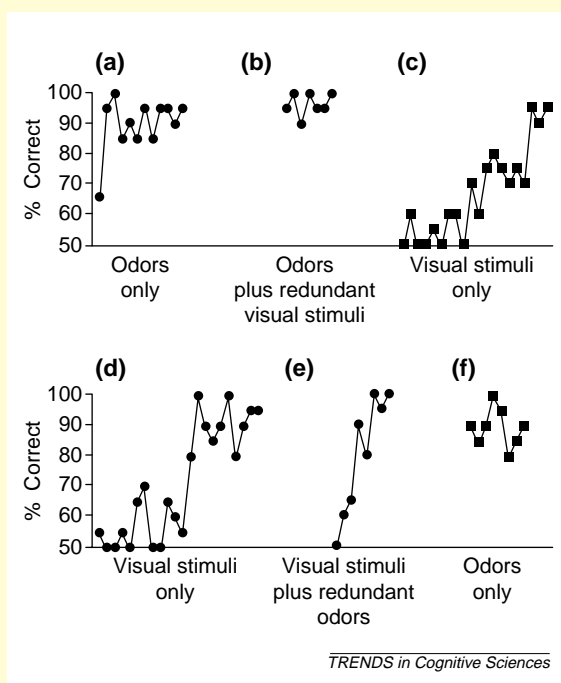 (a) (b) (c)
100
90
80
70
60
50
% Correct
Odors
only
Odors
plus redundant
visual stimuli
Visual stimuli
only
(d) (e) (f)
100
90
80
70
60
50
% Correct
Visual stimuli
only
Visual stimuli
plus redundant
odors
Odors
only
TRENDS in Cognitive Sciences